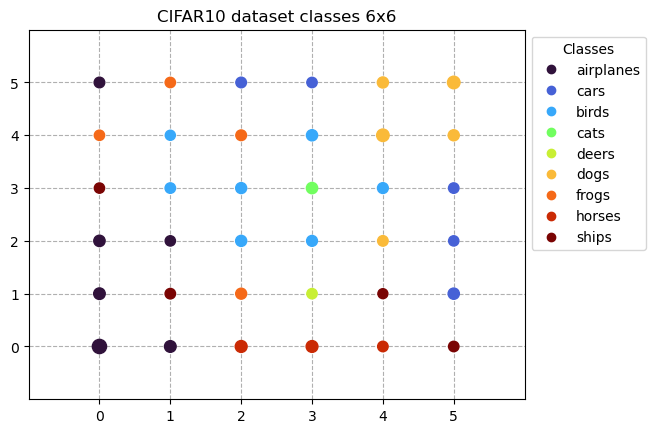 CIFAR10 dataset classes 6x6
Classes
airplanes
cars
birds
cats
deers
dogs
frogs
horses
ships
5
4
3
2
1
0
0 1 2 3 4 5